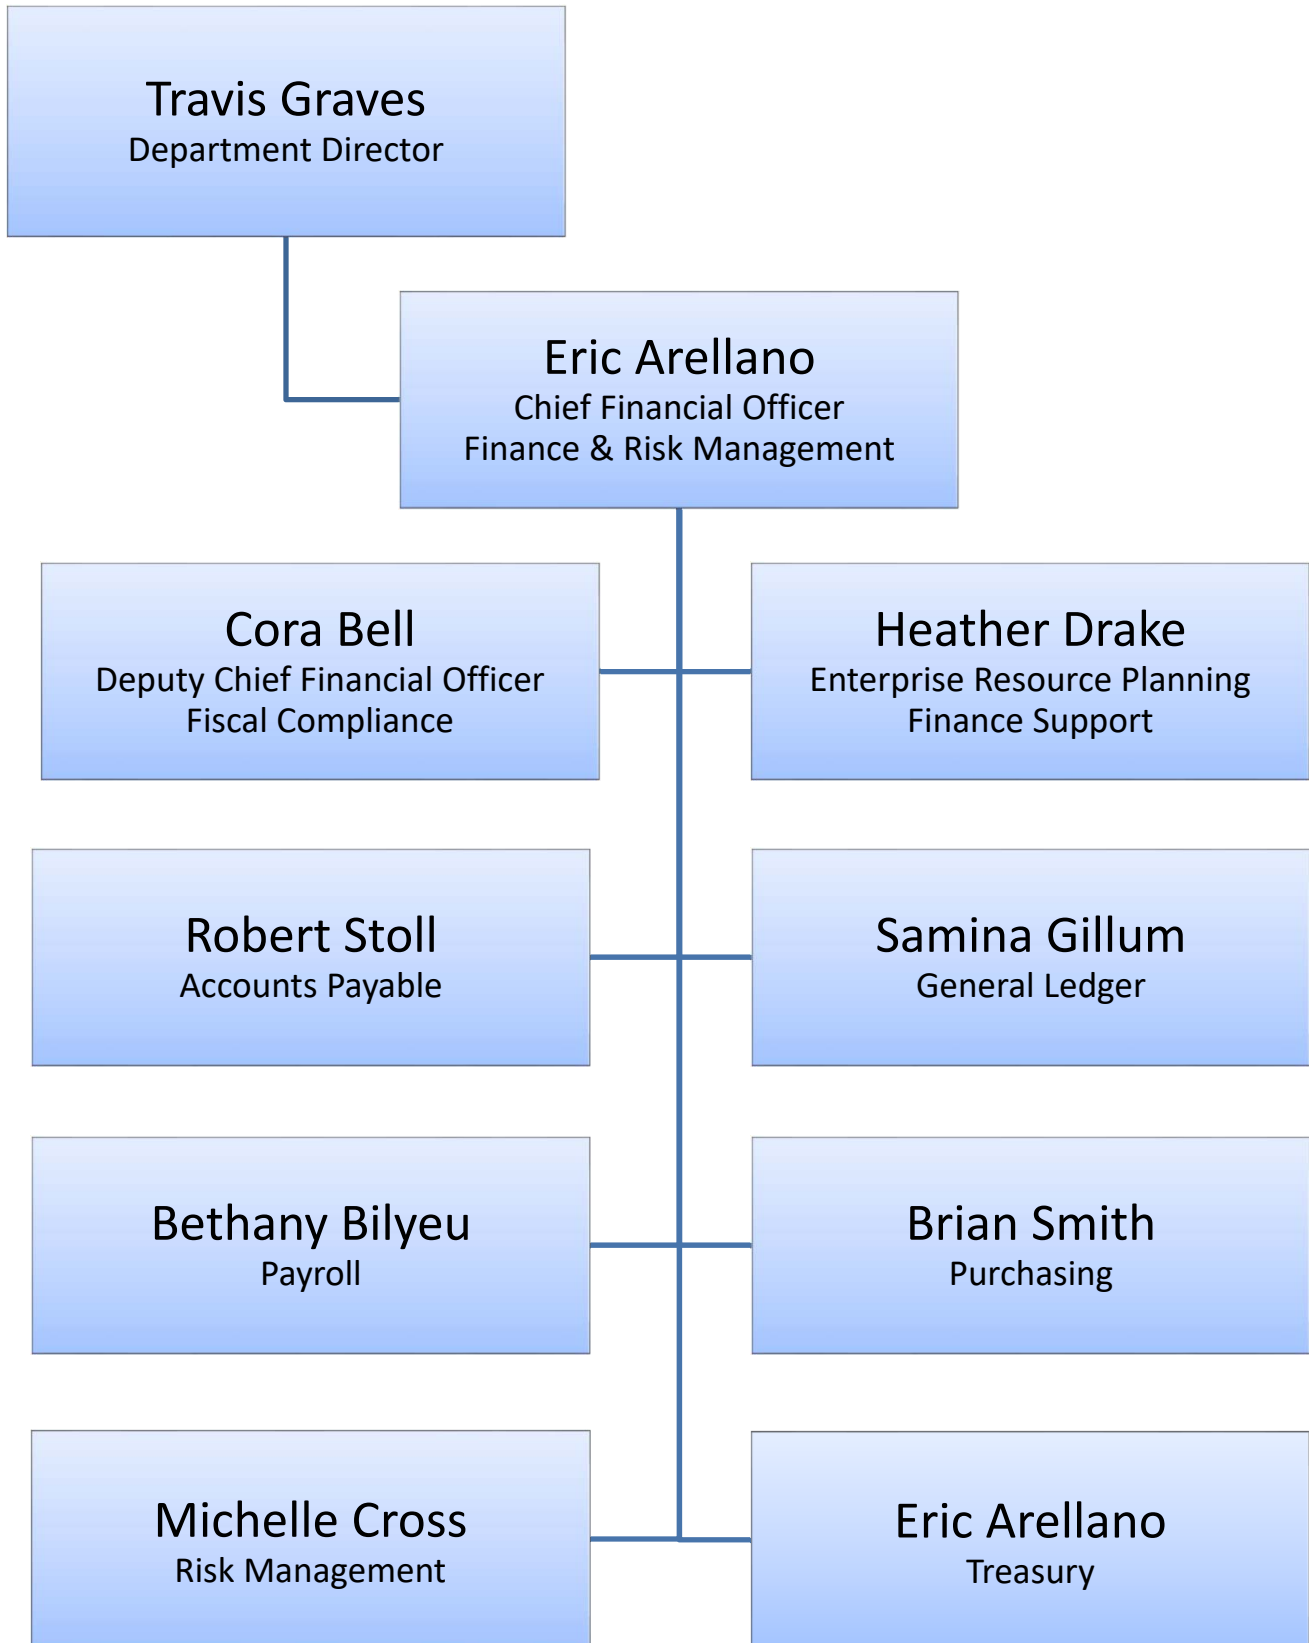 Travis Graves
Department Director
Eric Arellano
Chief Financial Officer
Finance & Risk Management
Cora Bell
Deputy Chief Financial Officer
Fiscal Compliance
Heather Drake
Enterprise Resource Planning
Finance Support
Robert Stoll
Accounts Payable
Samina Gillum
General Ledger
Bethany Bilyeu
Payroll
Brian Smith
Purchasing
Michelle Cross
Risk Management
Eric Arellano
Treasury